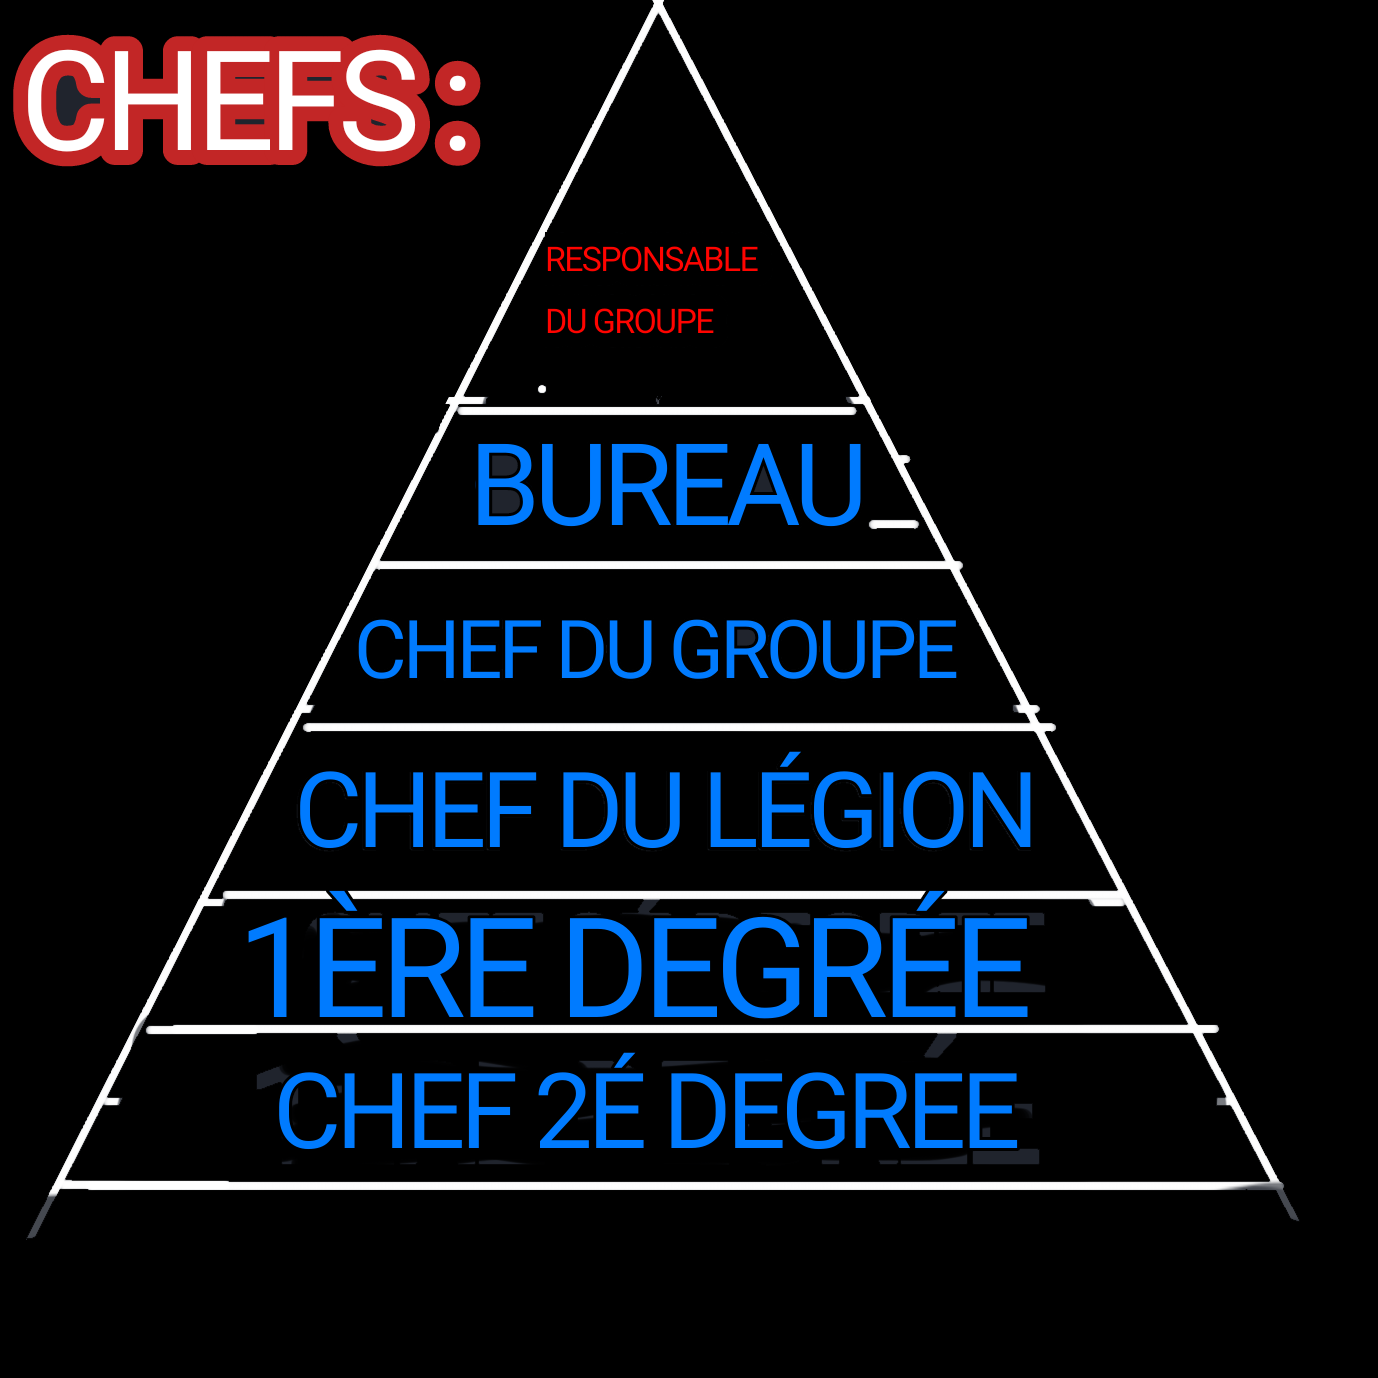 CHEFS:
RESPONSABLE
DU GROUPE
BUREAU
CHEF DU GROUPE
CHEF DU LÉGION
1ÈRE DEGRÉE
CHEF 2É DEGREE